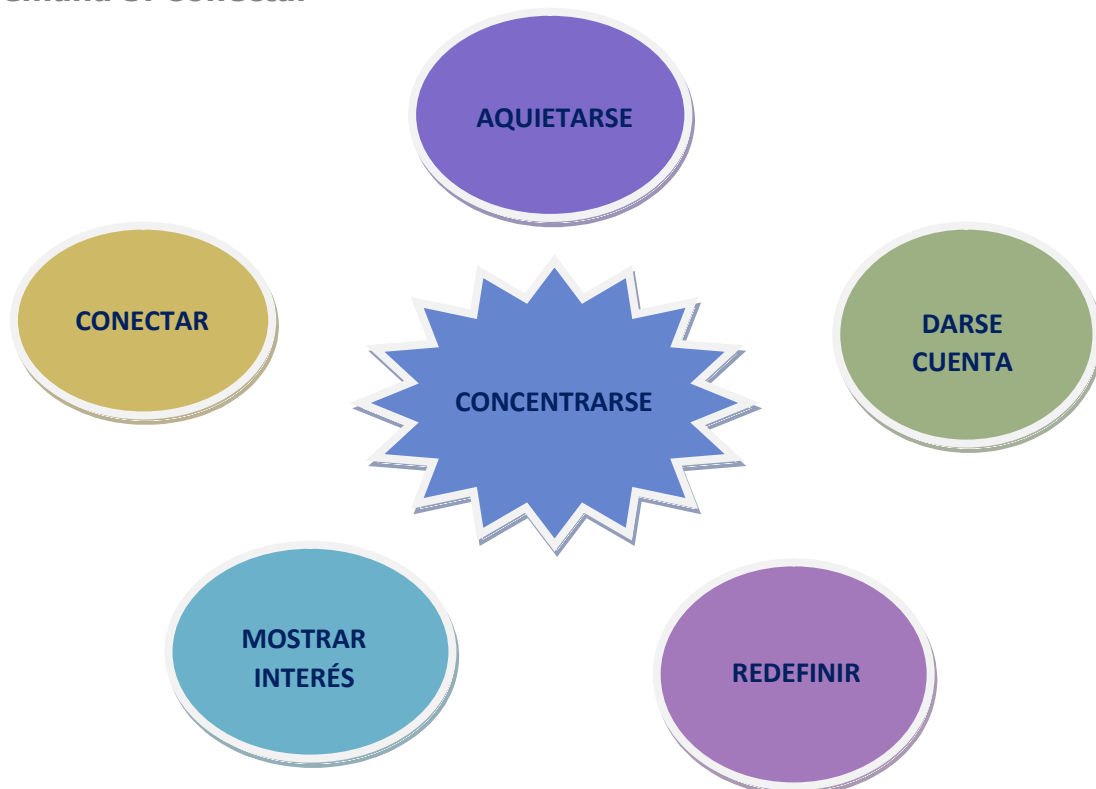 AQUIETARSE
CONECTAR
DARSE
CUENTA
CONCENTRARSE
MOSTRAR
INTERÉS
REDEFINIR